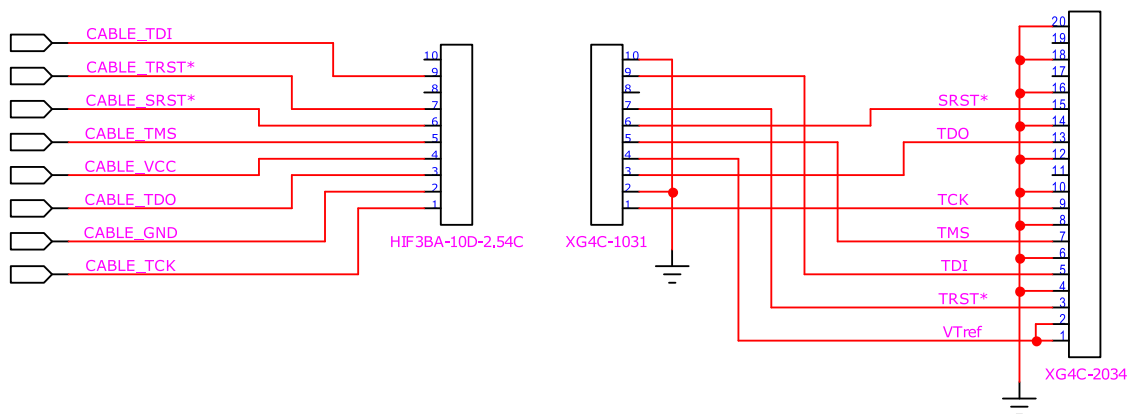 CABLE_TDI
CABLE_TRST*
CABLE_SRST*
CABLE_TMS
CABLE_VCC
CABLE_TDO
CABLE_GND
CABLE_TCK
10
9
8
7
6
5
4
3
2
1
HIF3BA-10D-2.54C
10
9
8
7
6
5
4
3
2
1
XG4C-1031
SRST*
TDO
TCK
TMS
TDI
TRST*
VTref
20
19
18
17
16
15
14
13
12
11
10
9
8
7
6
5
4
3
2
1
XG4C-2034